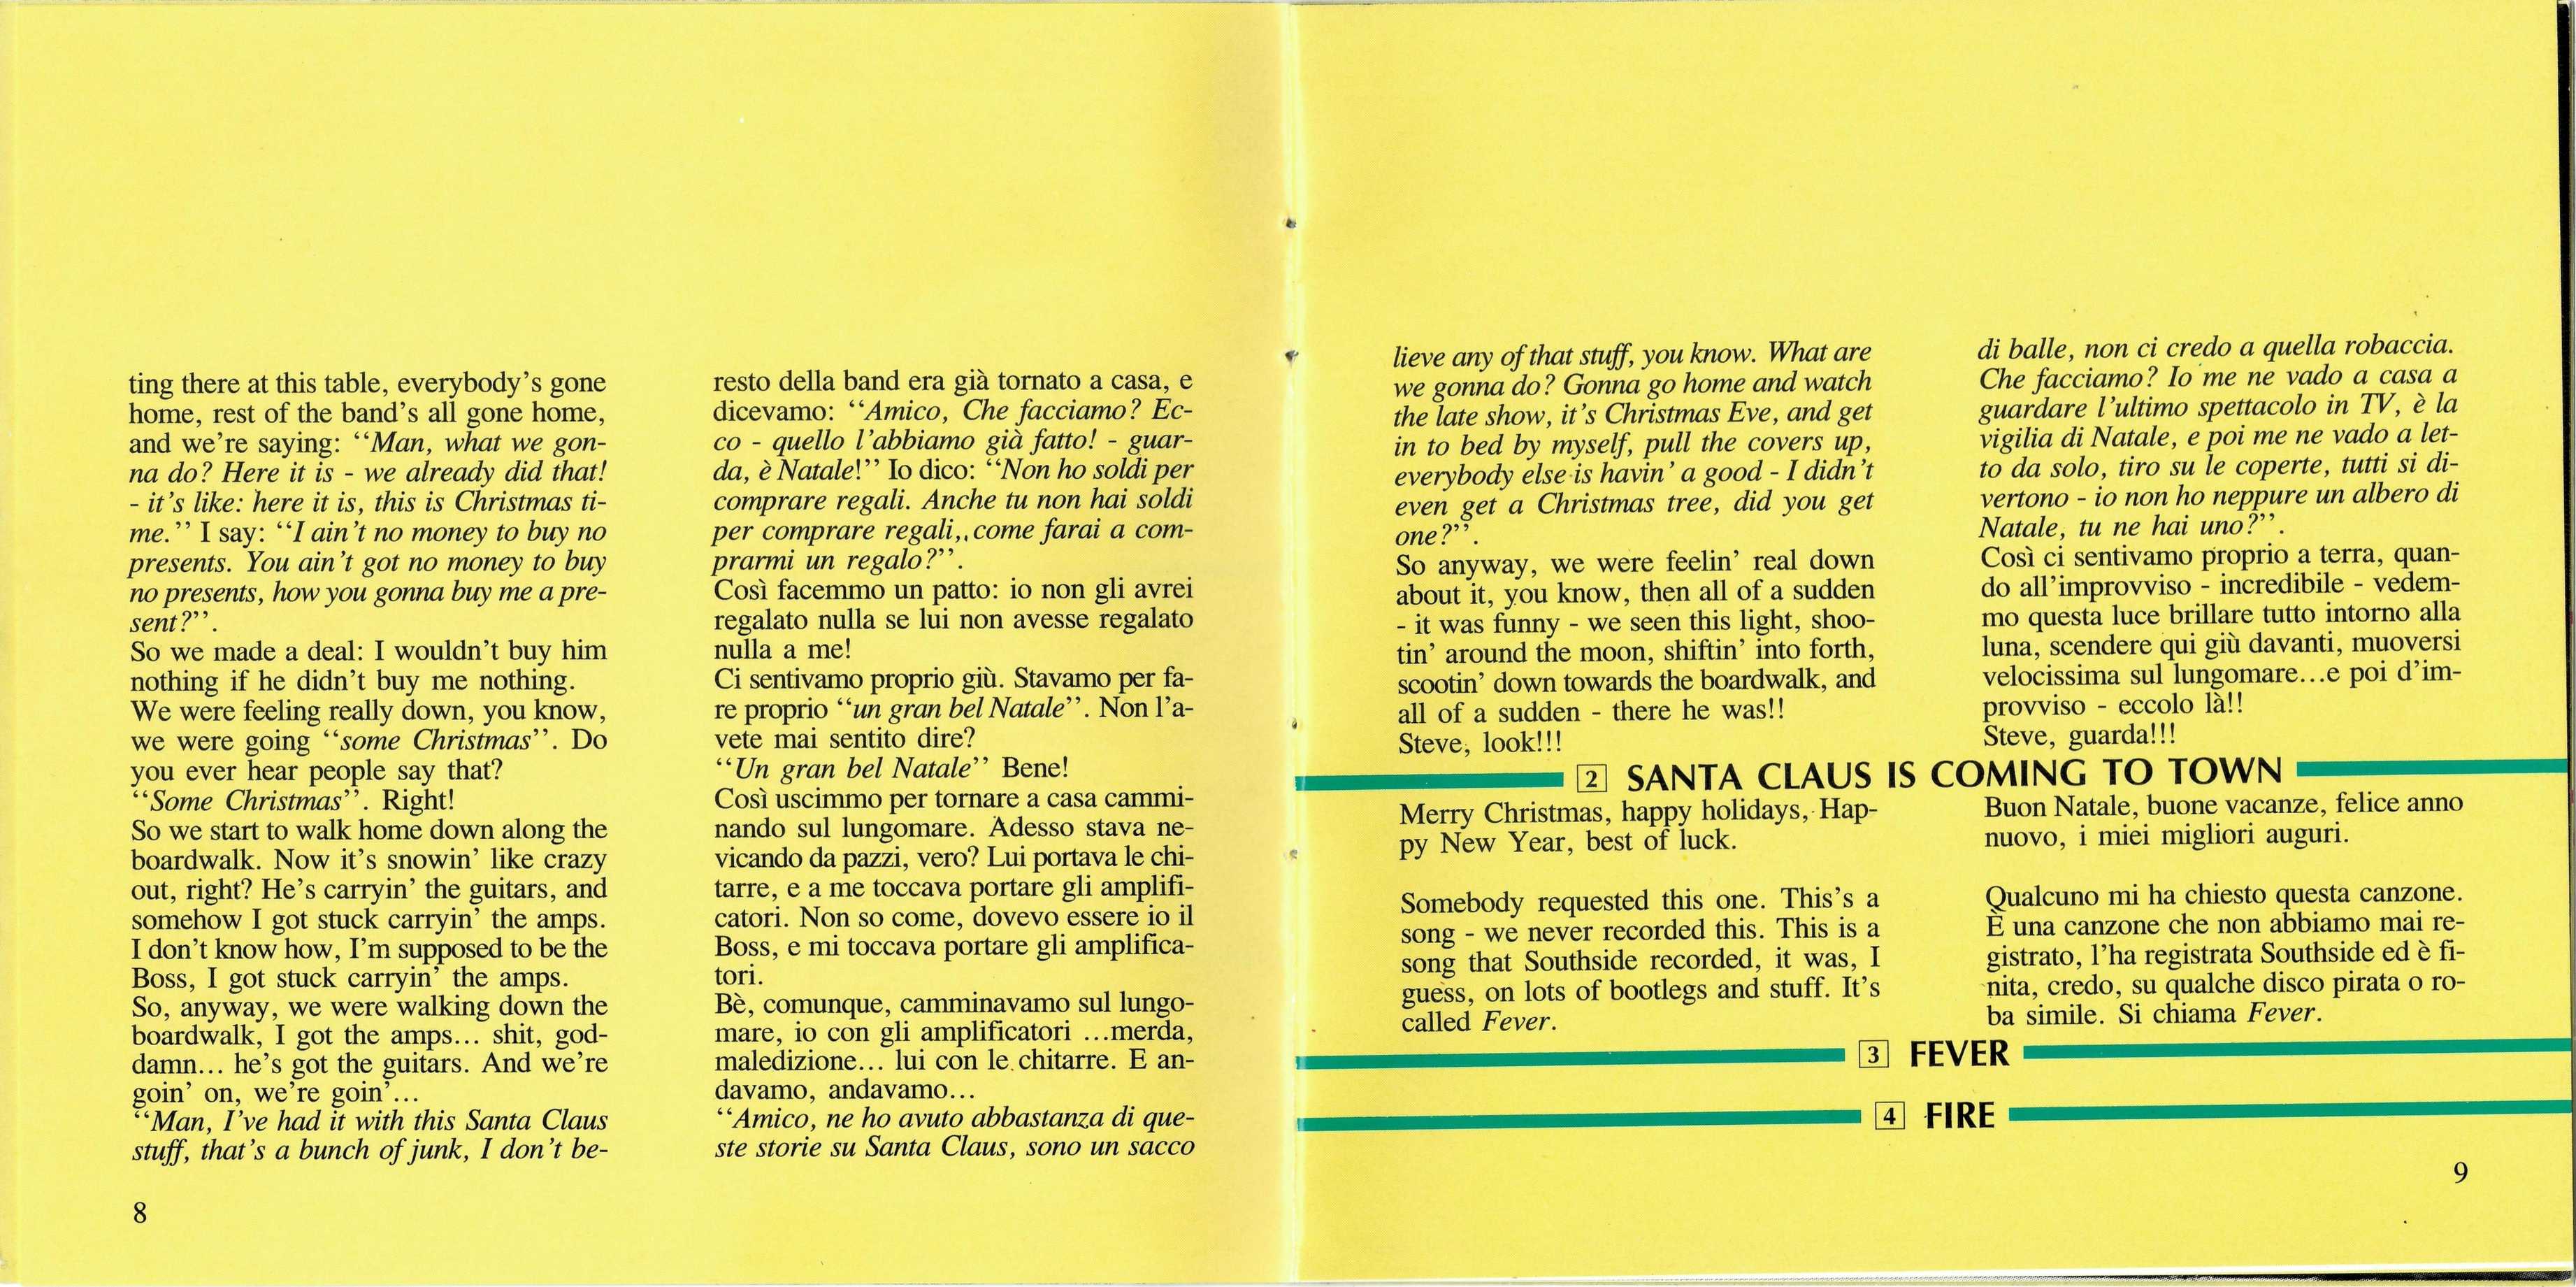 ting there at this table, everybody's gone
home, rest of the band's all gone home,
and we're saying: “Man, what we gon-
na do? Here it is - we already did that!
- it's like: here it is, this is Christmas ti-
me.” I say: “I ain't no money to buy no
presents. You ain't got no money to buy
no presents, how you gonna buy me a pre-
sent?”.
So we made a deal: I wouldn't buy him
nothing if he didn't buy me nothing.
We were feeling really down, you know,
we were going “some Christmas”. Do
you ever hear people say that?
“Some Christmas”. Right!
So we start to walk home down along the
boardwalk. Now it's snowin' like crazy
out, right? He's carryin' the guitars, and
somehow I got stuck carryin' the amps.
I don't know how, I'm supposed to be the
Boss, I got stuck carryin' the amps.
So, anyway, we were walking down the
boardwalk, I got the amps... shit, god-
damn... he's got the guitars. And we're
goin' on, we're goin'...
“Man, I've had it with this Santa Claus
stuff, that's a bunch of junk, I don't be-
8
resto della band era già tornato a casa, e
dicevamo: “Amico, Che facciamo? Ec-
co - quello l'abbiamo già fatto! - guar-
da, è Natale!” Io dico: “Non ho soldi per
comprare regali. Anche tu non hai soldi
per comprare regali,, come farai a com-
prarmi un regalo?”.
Così facemmo un patto: io non gli avrei
regalato nulla se lui non avesse regalato
nulla a me!
Ci sentivamo proprio giù. Stavamo per fa-
re proprio “un gran bel Natale”. Non l'a-
vete mai sentito dire?
“Un gran bel Natale” Bene!
Così uscimmo per tornare a casa cammi-
nando sul lungomare. Adesso stava ne-
vicando da pazzi, vero? Lui portava le chi-
tarre, e a me toccava portare gli amplifi-
catori. Non so come, dovevo essere io il
Boss, e mi toccava portare gli amplifica-
tori.
Bè, comunque, camminavamo sul lungo-
mare, io con gli amplificatori ...merda,
maledizione... lui con le chitarre. E an-
davamo, andavamo...
“Amico, ne ho avuto abbastanza di que-
ste storie su Santa Claus, sono un sacco
lieve any of that stuff, you know. What are
we gonna do? Gonna go home and watch
the late show, it's Christmas Eve, and get
in to bed by myself, pull the covers up,
everybody else is havin' a good - I didn't
even get a Christmas tree, did you get
one?”.
So anyway, we were feelin' real down
about it, you know, then all of a sudden
- it was funny - we seen this light, shoo-
tin' around the moon, shiftin' into forth,
scootin' down towards the boardwalk, and
all of a sudden - there he was!!
Steve, look!!!
di balle, non ci credo a quella robaccia.
Che facciamo? Io me ne vado a casa a
guardare l'ultimo spettacolo in TV, è la
vigilia di Natale, e poi me ne vado a let-
to da solo, tiro su le coperte, tutti si di-
vertono - io non ho neppure un albero di
Natale, tu ne hai uno?”.
Così ci sentivamo proprio a terra, quan-
do all'improvviso - incredibile - vedem-
mo questa luce brillare tutto intorno alla
luna, scendere qui giù davanti, muoversi
velocissima sul lungomare...e poi d'im-
provviso - eccolo là!!
Steve, guarda!!!
2 SANTA CLAUS IS COMING TO TOWN
Merry Christmas, happy holidays, Hap-
py New Year, best of luck.
Somebody requested this one. This's a
song - we never recorded this. This is a
song that Southside recorded, it was, I
guess, on lots of bootlegs and stuff. It's
called Fever.
Buon Natale, buone vacanze, felice anno
nuovo, i miei migliori auguri.
Qualcuno mi ha chiesto questa canzone.
È una canzone che non abbiamo mai re-
gistrato, l'ha registrata Southside ed è fi-
nita, credo, su qualche disco pirata o ro-
ba simile. Si chiama Fever.
3 FEVER
4 FIRE
9